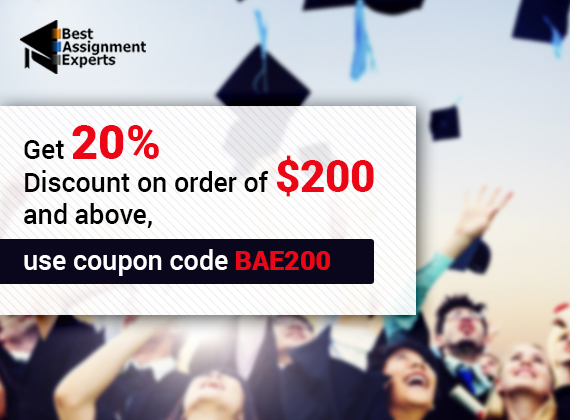 Best
Assignment
Experts
Get 20%
Discount on order of $200
and above,
use coupon code BAE200